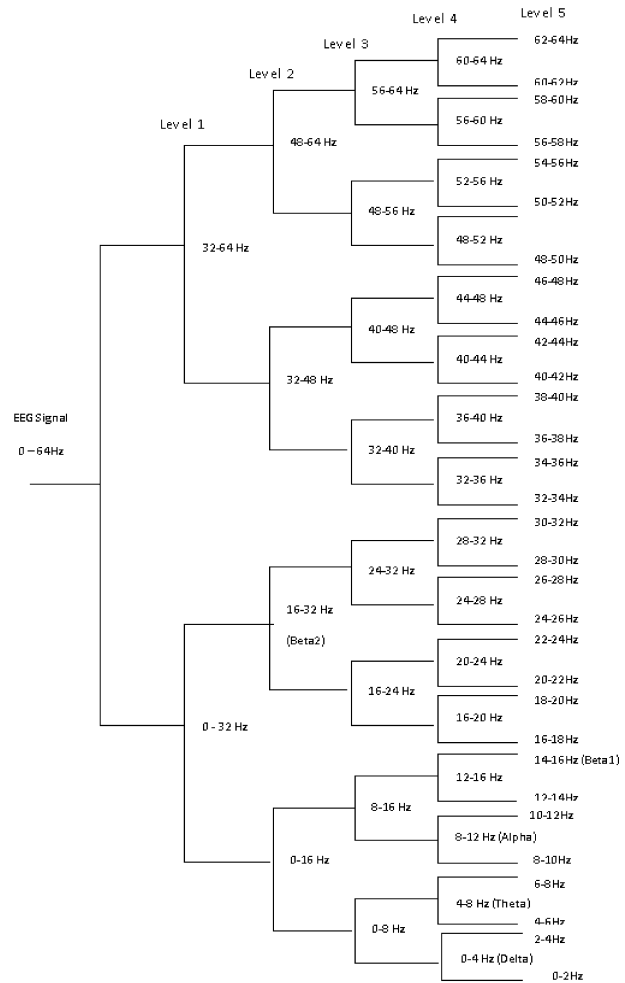 Level 5
Level 4
Level 3
Level 2
Level 1
62-64Hz
60-64 Hz
60-62Hz
56-64 Hz
58-60Hz
56-60 Hz
56-58Hz
48-64 Hz
54-56Hz
52-56 Hz
50-52Hz
48-56 Hz
48-52 Hz
48-50Hz
32-64 Hz
46-48Hz
44-48 Hz
44-46Hz
40-48 Hz
42-44Hz
40-44 Hz
40-42Hz
32-48 Hz
38-40Hz
36-40 Hz
36-38Hz
32-40 Hz
34-36Hz
32-36 Hz
32-34Hz
EEG Signal
0 – 64Hz
30-32Hz
28-32 Hz
28-30Hz
24-32 Hz
26-28Hz
24-28 Hz
24-26Hz
16-32 Hz
(Beta2)
22-24Hz
20-24 Hz
20-22Hz
16-24 Hz
18-20Hz
16-20 Hz
16-18Hz
0 - 32 Hz
14-16Hz (Beta1)
12-16 Hz
12-14Hz
8-16 Hz
10-12Hz
8-12 Hz (Alpha)
8-10Hz
0-16 Hz
6-8Hz
4-8 Hz (Theta)
4-6Hz
0-8 Hz
2-4Hz
0-4 Hz (Delta)
0-2Hz